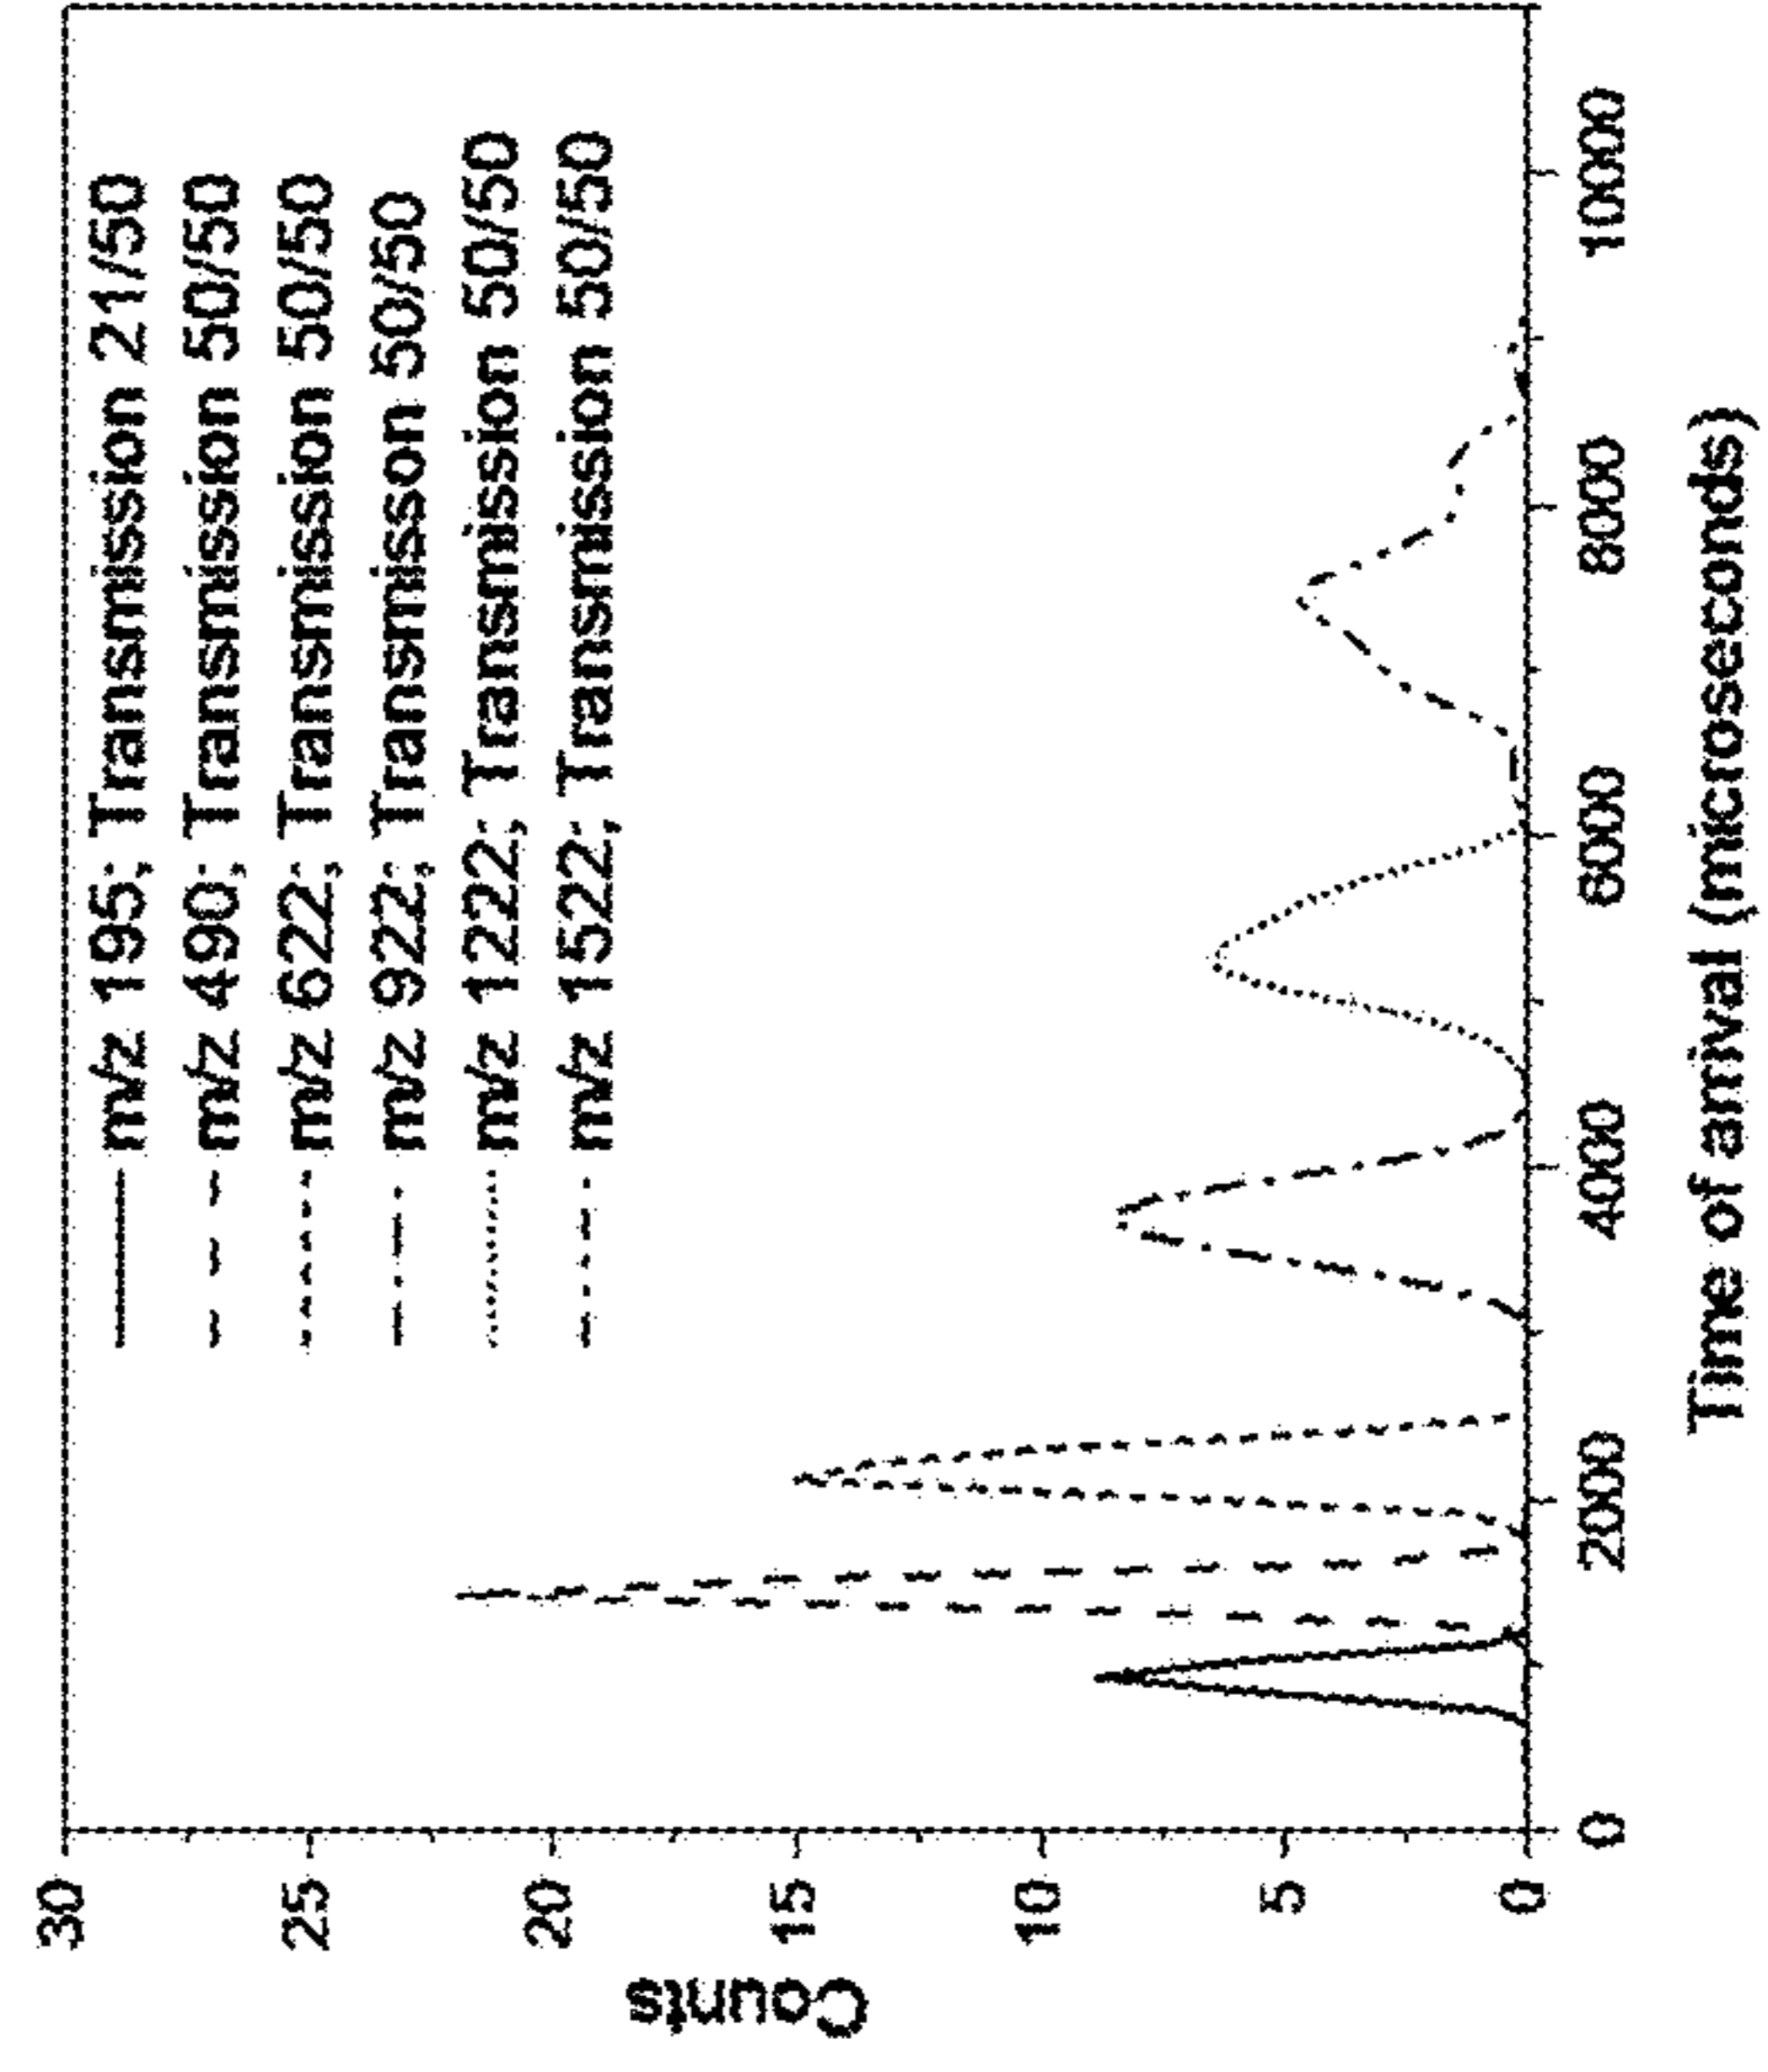 30
25
20
15
10
5
0
Counts
m/z 195; Transmission 21/50
m/z 490; Transmission 50/50
m/z 622; Transmission 50/50
m/z 922; Transmisson 50/50
m/z 1222; Transmission 50/50
m/z 1522; Transmission 50/50
0 2000 4000 6000 8000 1000
Time of arrival (microseconds)